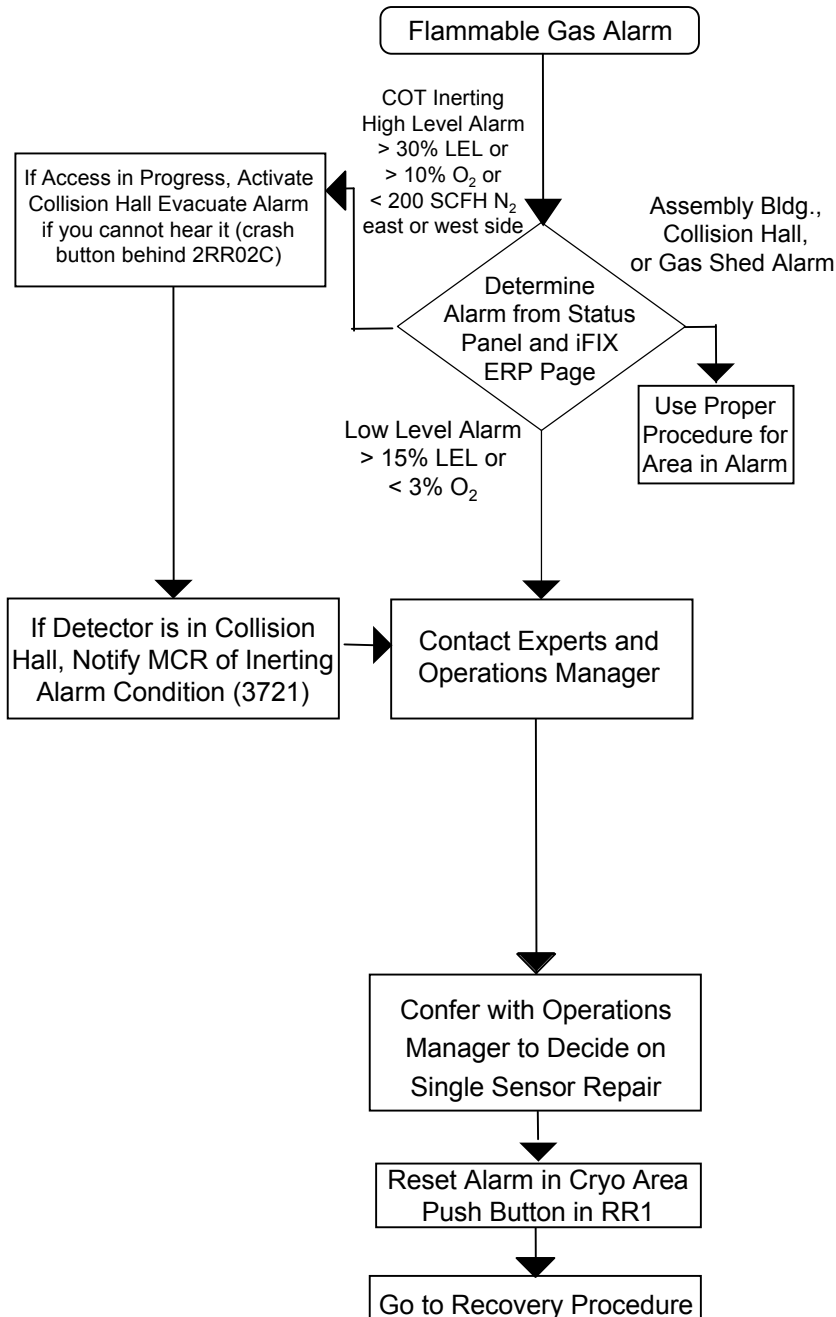 Flammable Gas Alarm
COT Inerting
High Level Alarm
> 30% LEL or
> 10% O₂ or
< 200 SCFH N₂
east or west side
If Access in Progress, Activate
Collision Hall Evacuate Alarm
if you cannot hear it (crash
button behind 2RR02C)
Assembly Bldg.,
Collision Hall,
or Gas Shed Alarm
Determine
Alarm from Status
Panel and iFIX
ERP Page
Use Proper
Procedure for
Area in Alarm
Low Level Alarm
> 15% LEL or
< 3% O₂
If Detector is in Collision
Hall, Notify MCR of Inerting
Alarm Condition (3721)
Contact Experts and
Operations Manager
Confer with Operations
Manager to Decide on
Single Sensor Repair
Reset Alarm in Cryo Area
Push Button in RR1
Go to Recovery Procedure